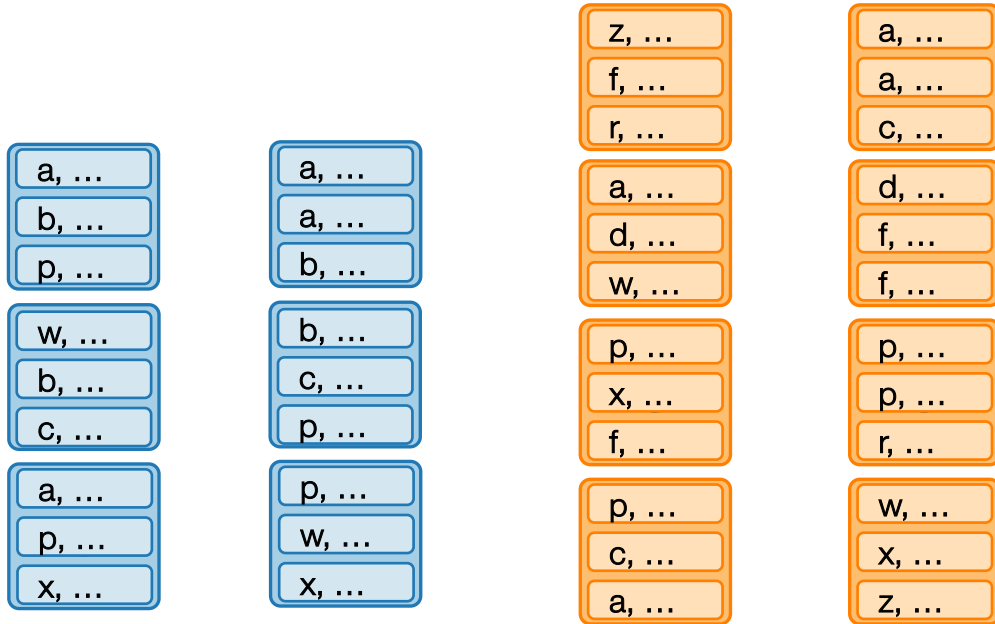 a, ...
b, ...
p, ...
w, ...
b, ...
c, ...
a, ...
p, ...
x, ...
a, ...
a, ...
b, ...
b, ...
c, ...
p, ...
p, ...
w, ...
x, ...
z, ...
f, ...
r, ...
a, ...
d, ...
w, ...
p, ...
x, ...
f, ...
p, ...
c, ...
a, ...
a, ...
a, ...
c, ...
d, ...
f, ...
f, ...
p, ...
p, ...
r, ...
w, ...
x, ...
z, ...